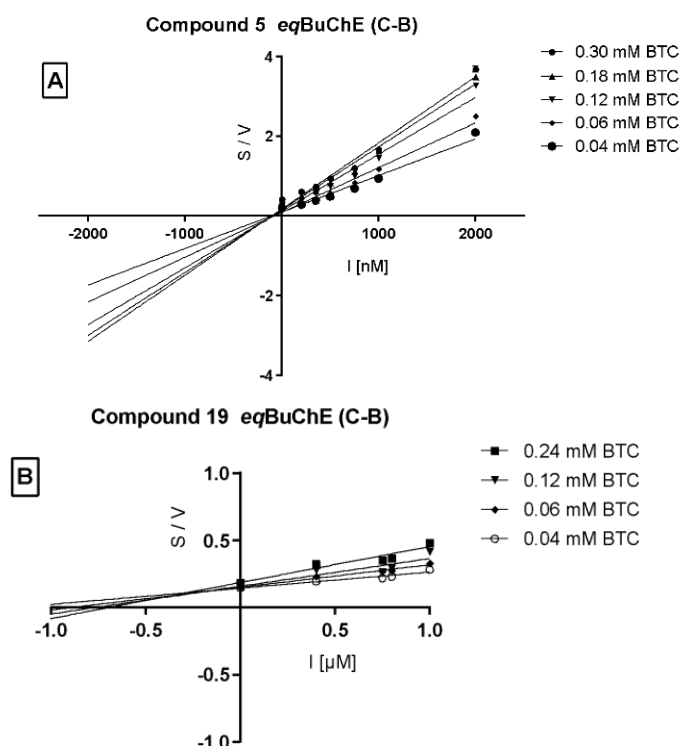 Compound 5 eqBuChE (C-B)
A
4
2
-2
-4
S / V
-2000
-1000
0
1000
2000
I [nM]
0.30 mM BTC
0.18 mM BTC
0.12 mM BTC
0.06 mM BTC
0.04 mM BTC
Compound 19 eqBuChE (C-B)
B
1.0
0.5
-0.5
-1.0
S / V
-1.0
-0.5
0.0
0.5
1.0
I [µM]
0.24 mM BTC
0.12 mM BTC
0.06 mM BTC
0.04 mM BTC